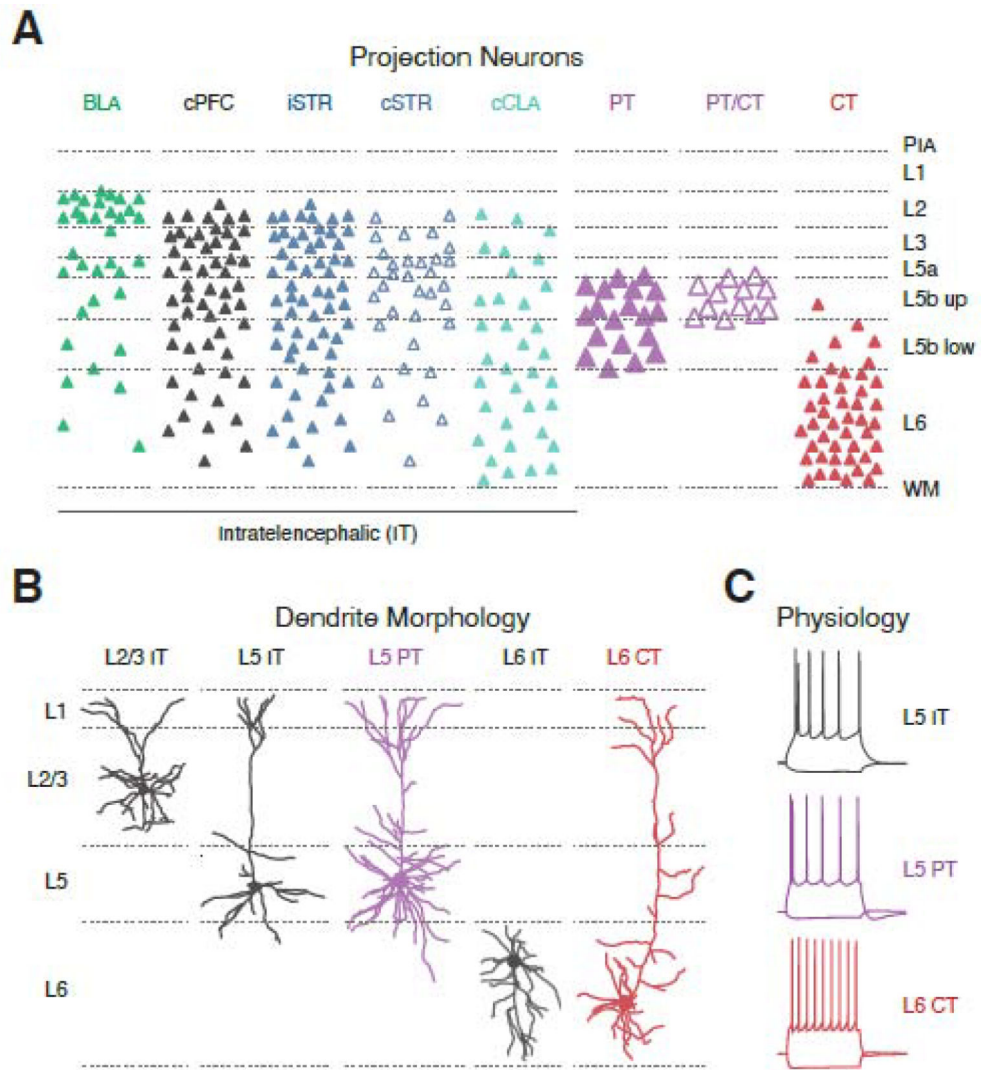 A
Projection Neurons
BLA cPFC iSTR cSTR cCLA PT PT/CT CT
PIA
L1
L2
L3
L5a
L5b up
L5b low
L6
WM
Intratelencephalic (IT)
B
Dendrite Morphology
L2/3 IT L5 IT L5 PT L6 IT L6 CT
L1
L2/3
L5
L6
C
Physiology
L5 IT
L5 PT
L6 CT